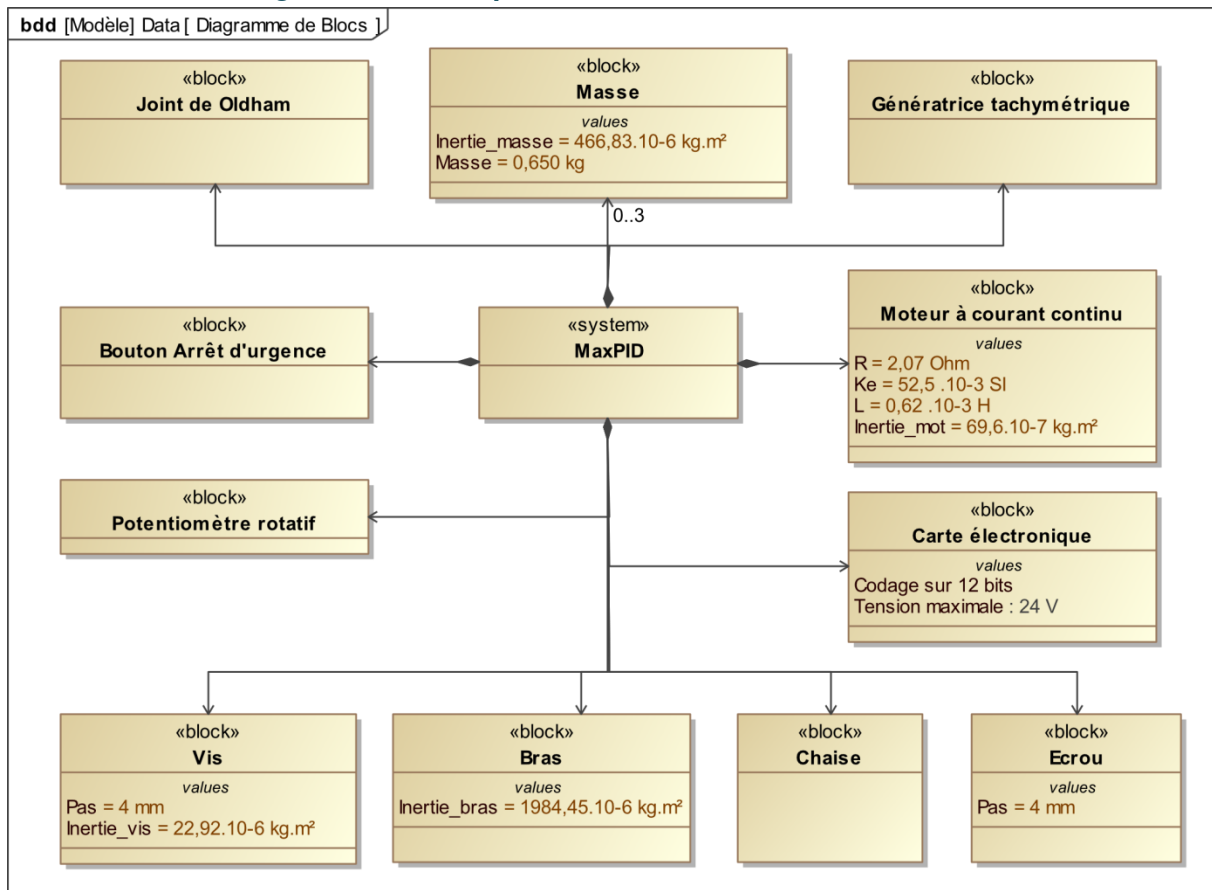 bdd [Modèle] Data [ Diagramme de Blocs ]
«block»
Joint de Oldham
«block»
Masse
values
Inertie_masse = 466,83.10-6 kg.m²
Masse = 0,650 kg
«block»
Génératrice tachymétrique
0..3
«block»
Bouton Arrêt d'urgence
«system»
MaxPID
«block»
Moteur à courant continu
values
R = 2,07 Ohm
Ke = 52,5 .10-3 SI
L = 0,62 .10-3 H
Inertie_mot = 69,6.10-7 kg.m²
«block»
Potentiomètre rotatif
«block»
Carte électronique
values
Codage sur 12 bits
Tension maximale : 24 V
«block»
Vis
values
Pas = 4 mm
Inertie_vis = 22,92.10-6 kg.m²
«block»
Bras
values
Inertie_bras = 1984,45.10-6 kg.m²
«block»
Chaise
«block»
Ecrou
values
Pas = 4 mm